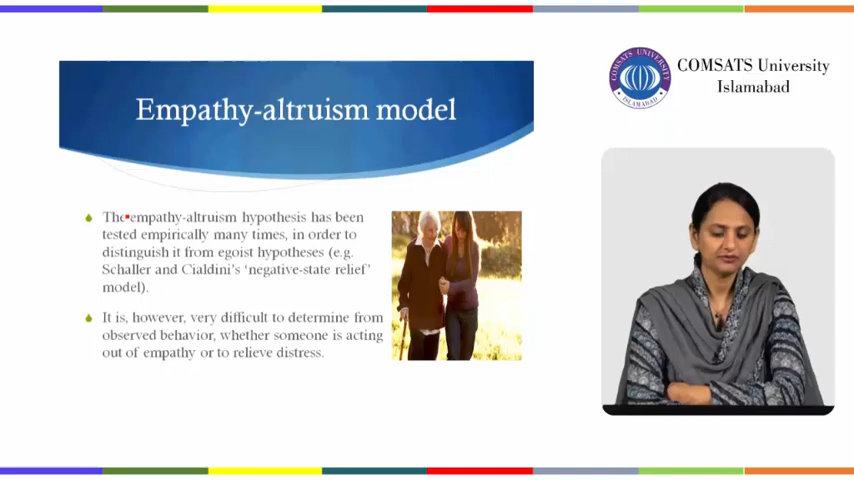 COMSATS University
Islamabad
COMSATS UNIVERSITY
ISLAMABAD
Empathy-altruism model
The empathy-altruism hypothesis has been
tested empirically many times, in order to
distinguish it from egoist hypotheses (e.g.
Schaller and Cialdini's 'negative-state relief'
model).
It is, however, very difficult to determine from
observed behavior, whether someone is acting
out of empathy or to relieve distress.